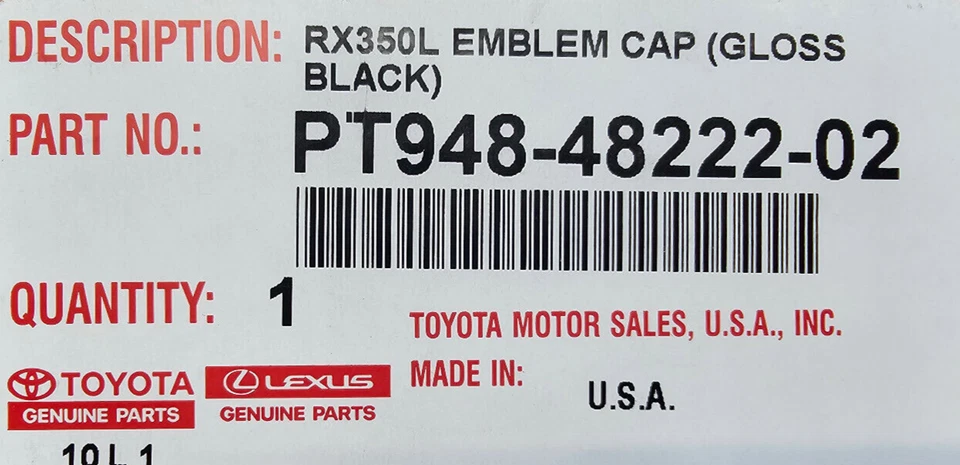 DESCRIPTION: RX350L EMBLEM CAP (GLOSS
BLACK)
PART NO.: PT948-48222-02
QUANTITY: 1
TOYOTA MOTOR SALES, U.S.A., INC.
TOYOTA LEXUS MADE IN: U.S.A.
GENUINE PARTS GENUINE PARTS